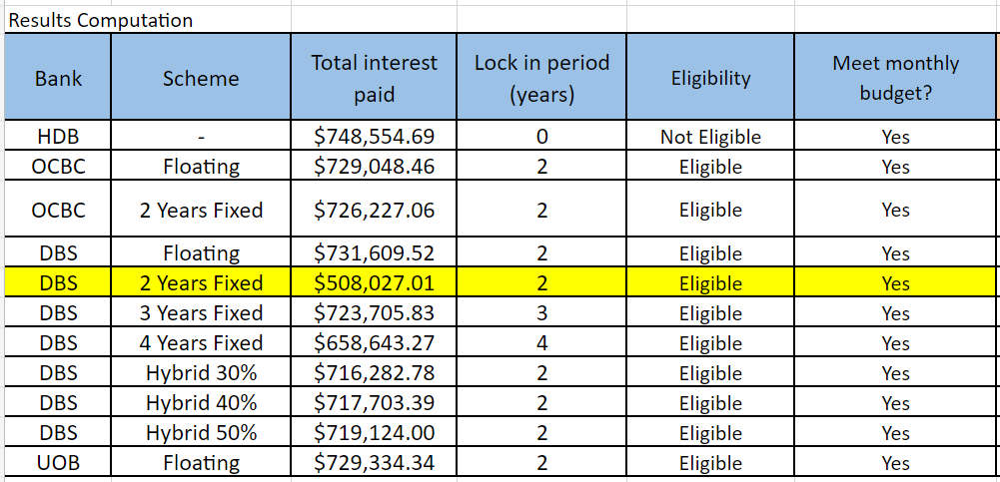 Results Computation
Bank Scheme Total interest paid Lock in period (years) Eligibility Meet monthly budget?
HDB - $748,554.69 0 Not Eligible Yes
OCBC Floating $729,048.46 2 Eligible Yes
OCBC 2 Years Fixed $726,227.06 2 Eligible Yes
DBS Floating $731,609.52 2 Eligible Yes
DBS 2 Years Fixed $508,027.01 2 Eligible Yes
DBS 3 Years Fixed $723,705.83 3 Eligible Yes
DBS 4 Years Fixed $658,643.27 4 Eligible Yes
DBS Hybrid 30% $716,282.78 2 Eligible Yes
DBS Hybrid 40% $717,703.39 2 Eligible Yes
DBS Hybrid 50% $719,124.00 2 Eligible Yes
UOB Floating $729,334.34 2 Eligible Yes